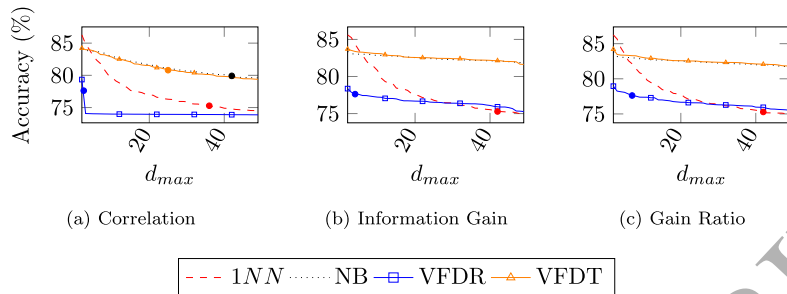 Accuracy (%)
85
80
75
20
40
d_max
(a) Correlation
85
80
75
20
40
d_max
(b) Information Gain
85
80
75
20
40
d_max
(c) Gain Ratio
1NN NB VFDR VFDT